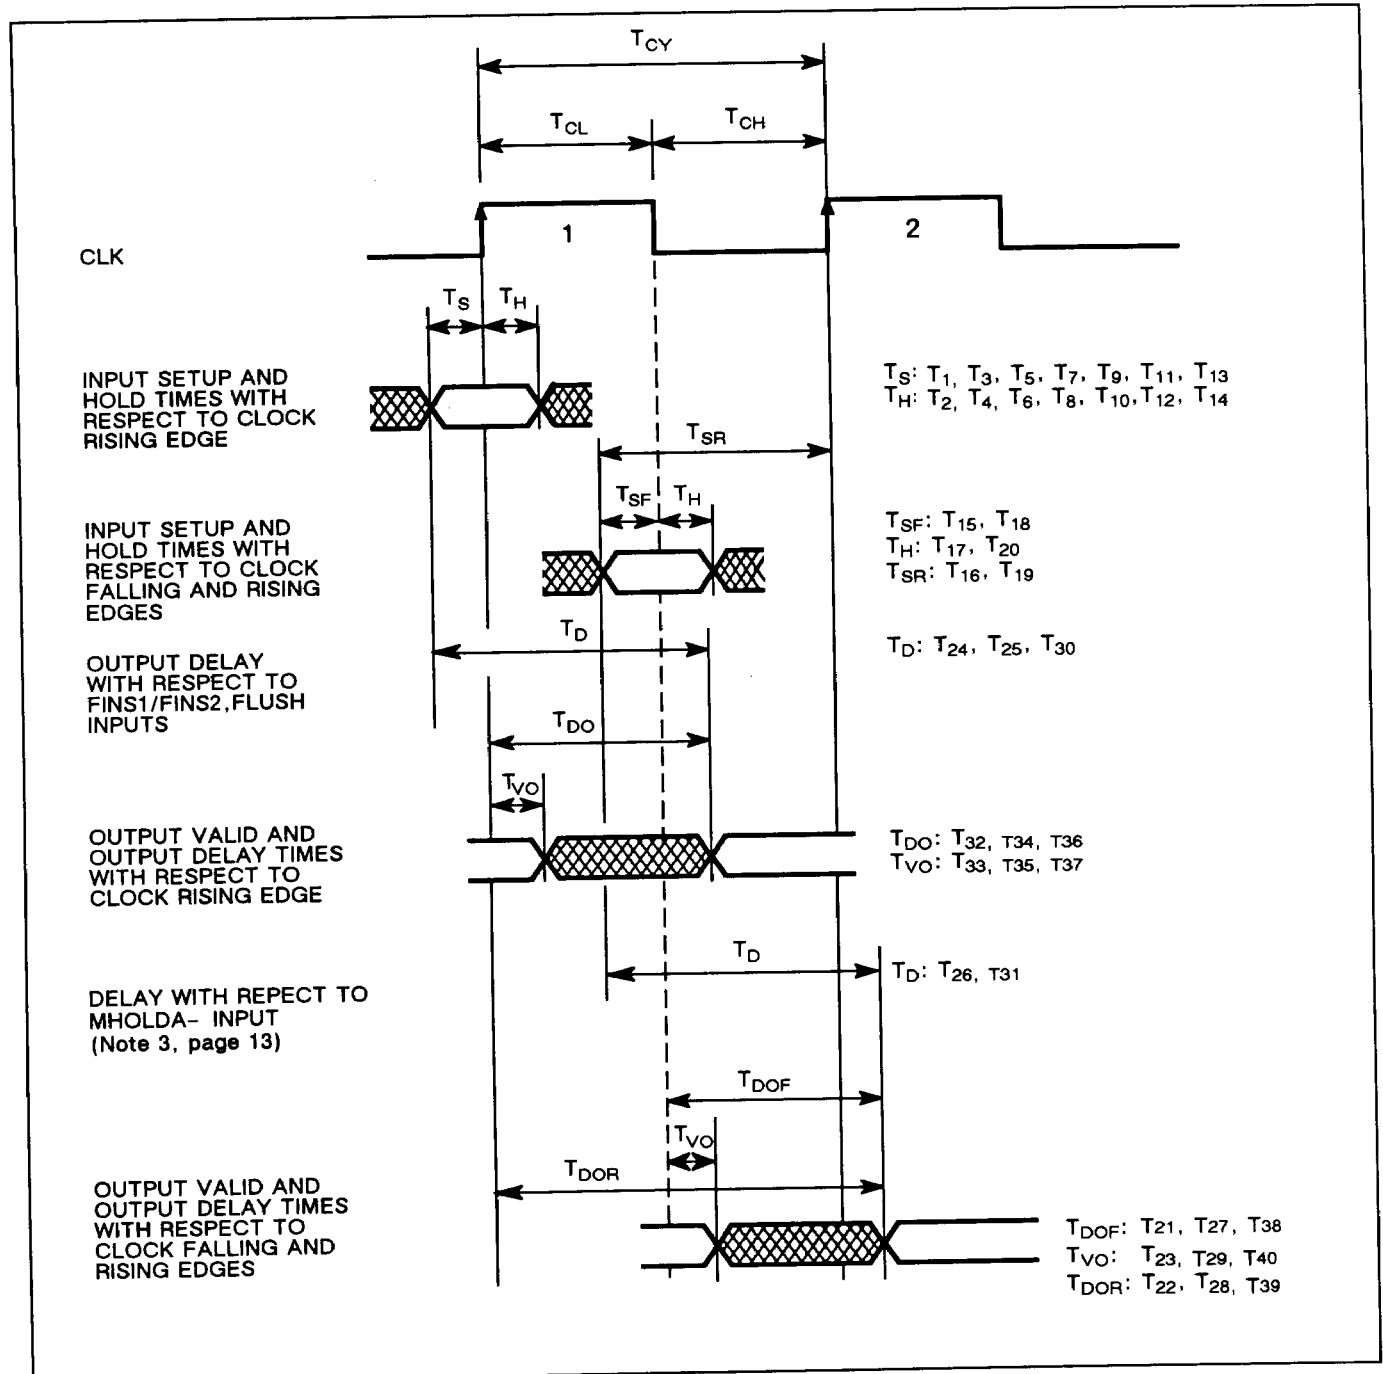 TCY
TCL TCH
1 2
CLK
TS TH
INPUT SETUP AND
HOLD TIMES WITH
RESPECT TO CLOCK
RISING EDGE
TS: T1, T3, T5, T7, T9, T11, T13
TH: T2, T4, T6, T8, T10, T12, T14
TSR
TSF TH
INPUT SETUP AND
HOLD TIMES WITH
RESPECT TO CLOCK
FALLING AND RISING
EDGES
TSF: T15, T18
TH: T17, T20
TSR: T16, T19
TD
OUTPUT DELAY
WITH RESPECT TO
FINS1/FINS2,FLUSH
INPUTS
TD: T24, T25, T30
TDO
TVO
OUTPUT VALID AND
OUTPUT DELAY TIMES
WITH RESPECT TO
CLOCK RISING EDGE
TDO: T32, T34, T36
TVO: T33, T35, T37
TD
TD: T26, T31
DELAY WITH REPECT TO
MHOLDA- INPUT
(Note 3, page 13)
TDOF
TVO
TDOR
OUTPUT VALID AND
OUTPUT DELAY TIMES
WITH RESPECT TO
CLOCK FALLING AND
RISING EDGES
TDOF: T21, T27, T38
TVO: T23, T29, T40
TDOR: T22, T28, T39